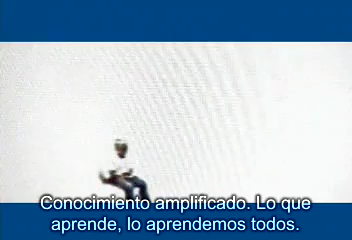 Conocimiento amplificado. Lo que
aprende, lo aprendemos todos.